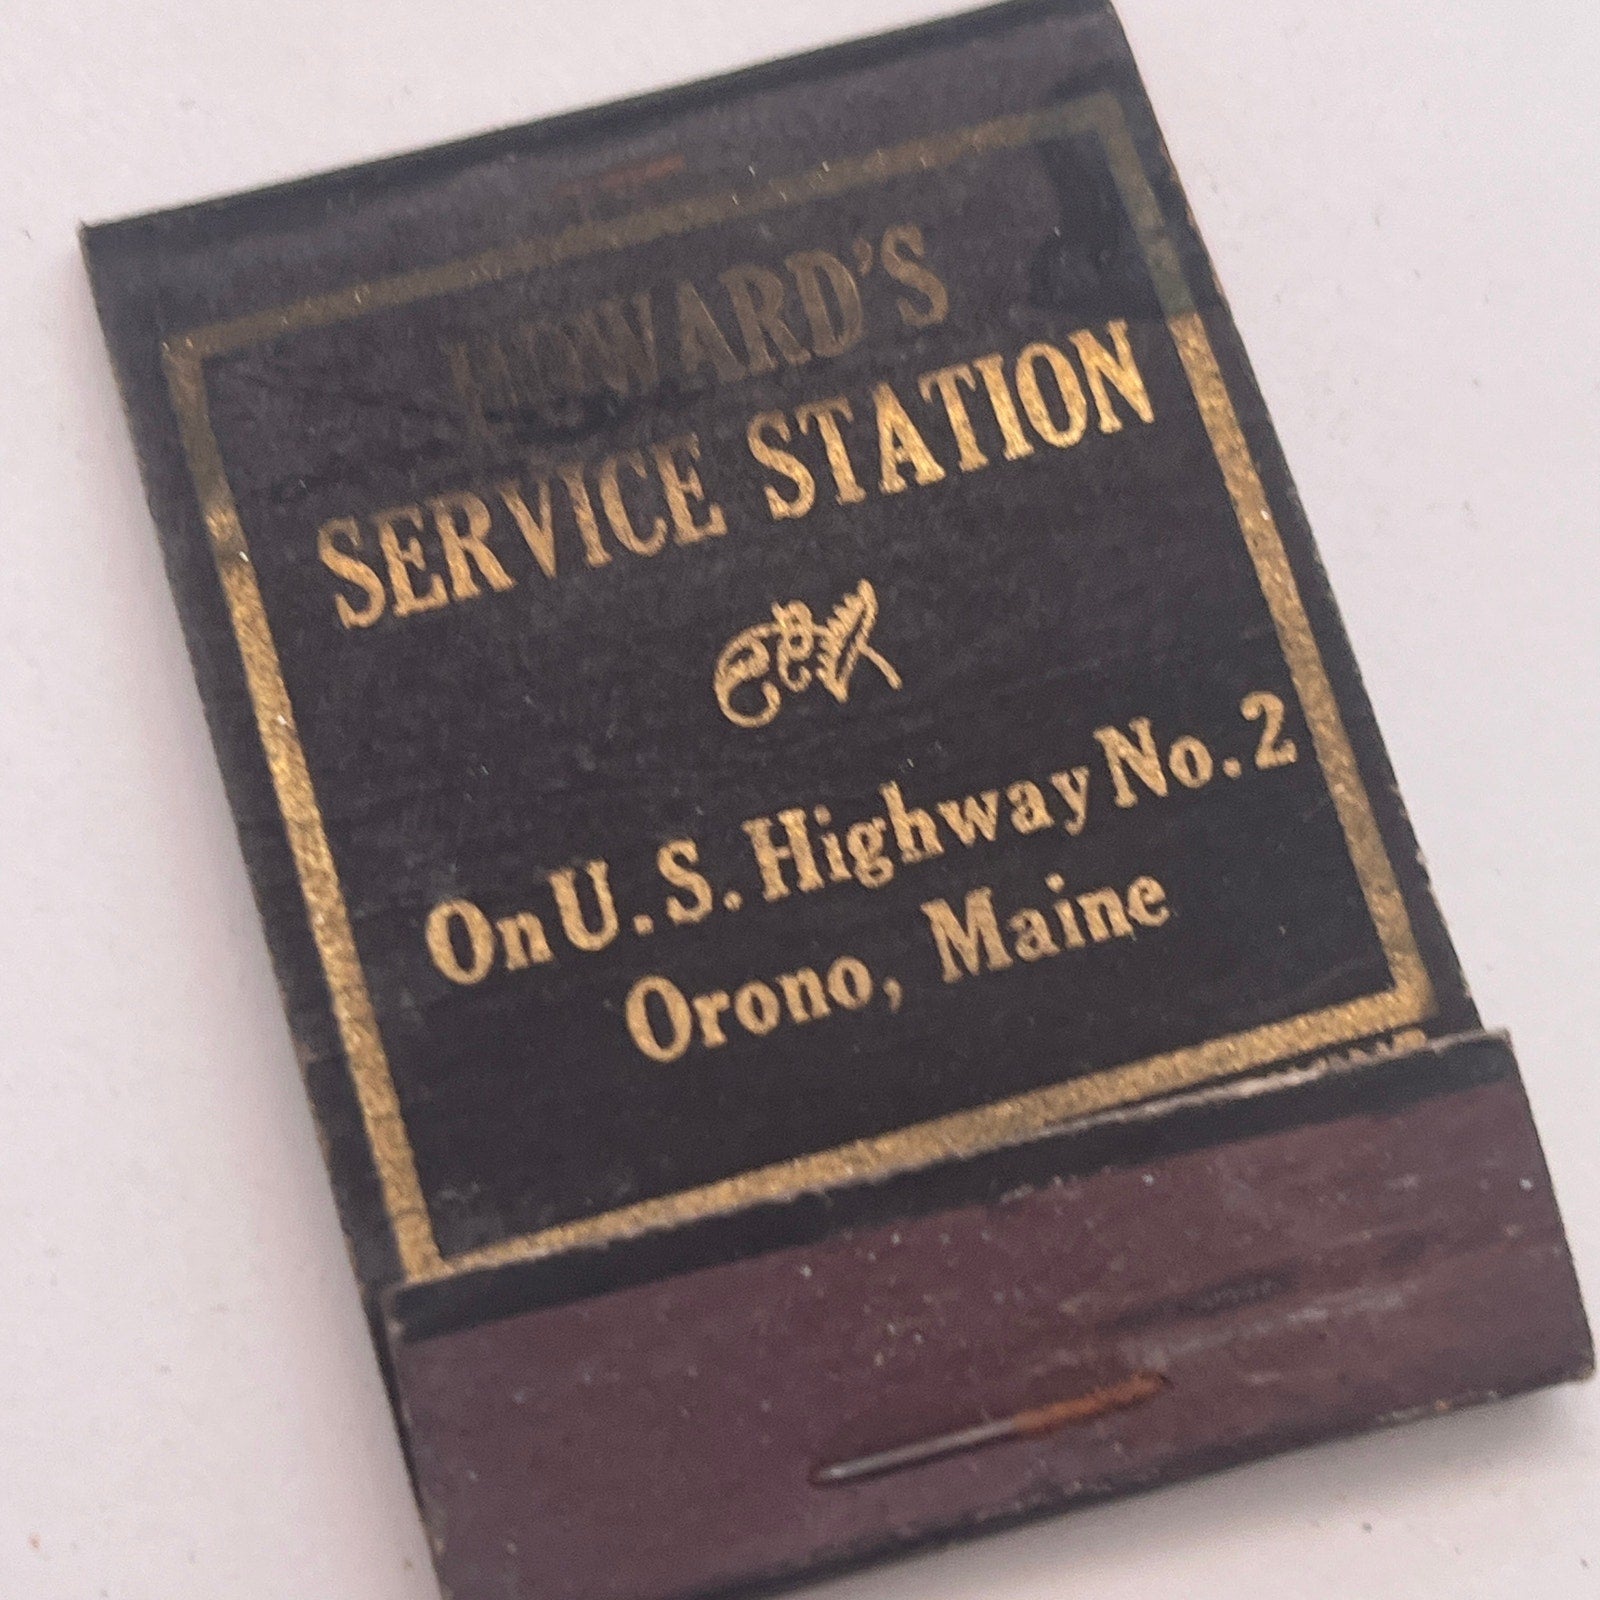 HOWARD'S
SERVICE STATION
On U.S. Highway No. 2
Orono, Maine